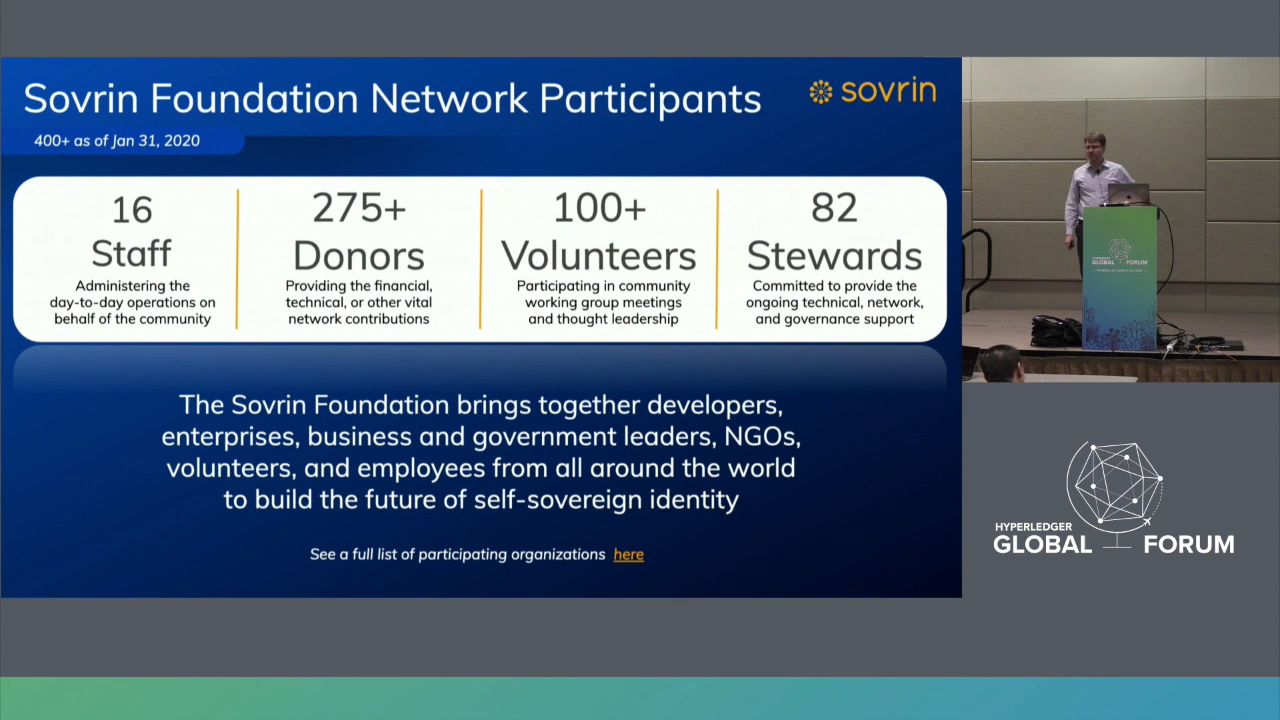 Sovrin Foundation Network Participants
sovrin
400+ as of Jan 31, 2020
16
Staff
Administering the
day-to-day operations on
behalf of the community
275+
Donors
Providing the financial,
technical, or other vital
network contributions
100+
Volunteers
Participating in community
working group meetings
and thought leadership
82
Stewards
Committed to provide the
ongoing technical, network,
and governance support
The Sovrin Foundation brings together developers,
enterprises, business and government leaders, NGOs,
volunteers, and employees from all around the world
to build the future of self-sovereign identity
See a full list of participating organizations here
GLOBAL FORUM
HYPERLEDGER
GLOBAL FORUM